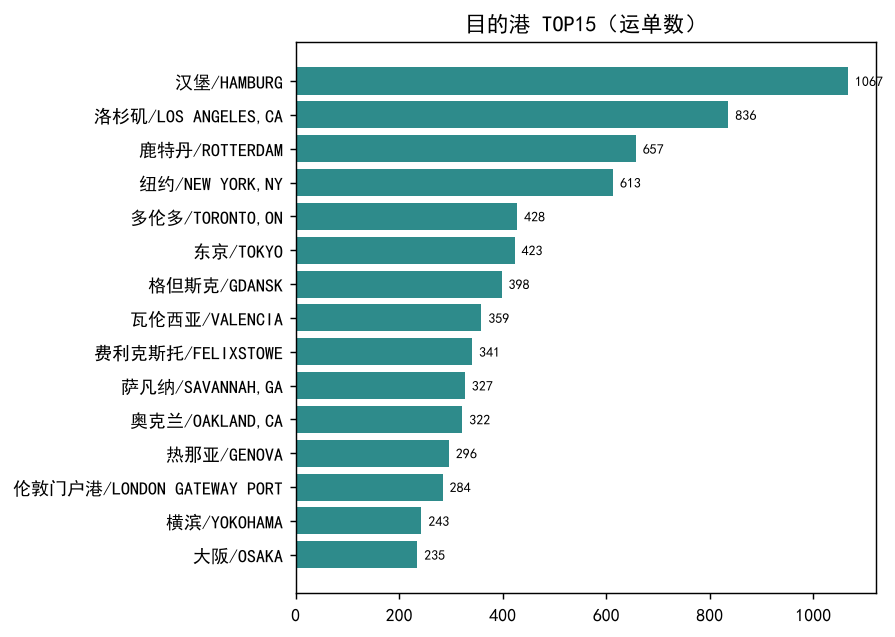 目的港 TOP15（运单数）
汉堡/HAMBURG 1067
洛杉矶/LOS ANGELES,CA 836
鹿特丹/ROTTERDAM 657
纽约/NEW YORK,NY 613
多伦多/TORONTO,ON 428
东京/TOKYO 423
格但斯克/GDANSK 398
瓦伦西亚/VALENCIA 359
费利克斯托/FELIXSTOWE 341
萨凡纳/SAVANNAH,GA 327
奥克兰/OAKLAND,CA 322
热那亚/GENOVA 296
伦敦门户港/LONDON GATEWAY PORT 284
横滨/YOKOHAMA 243
大阪/OSAKA 235
0 200 400 600 800 1000